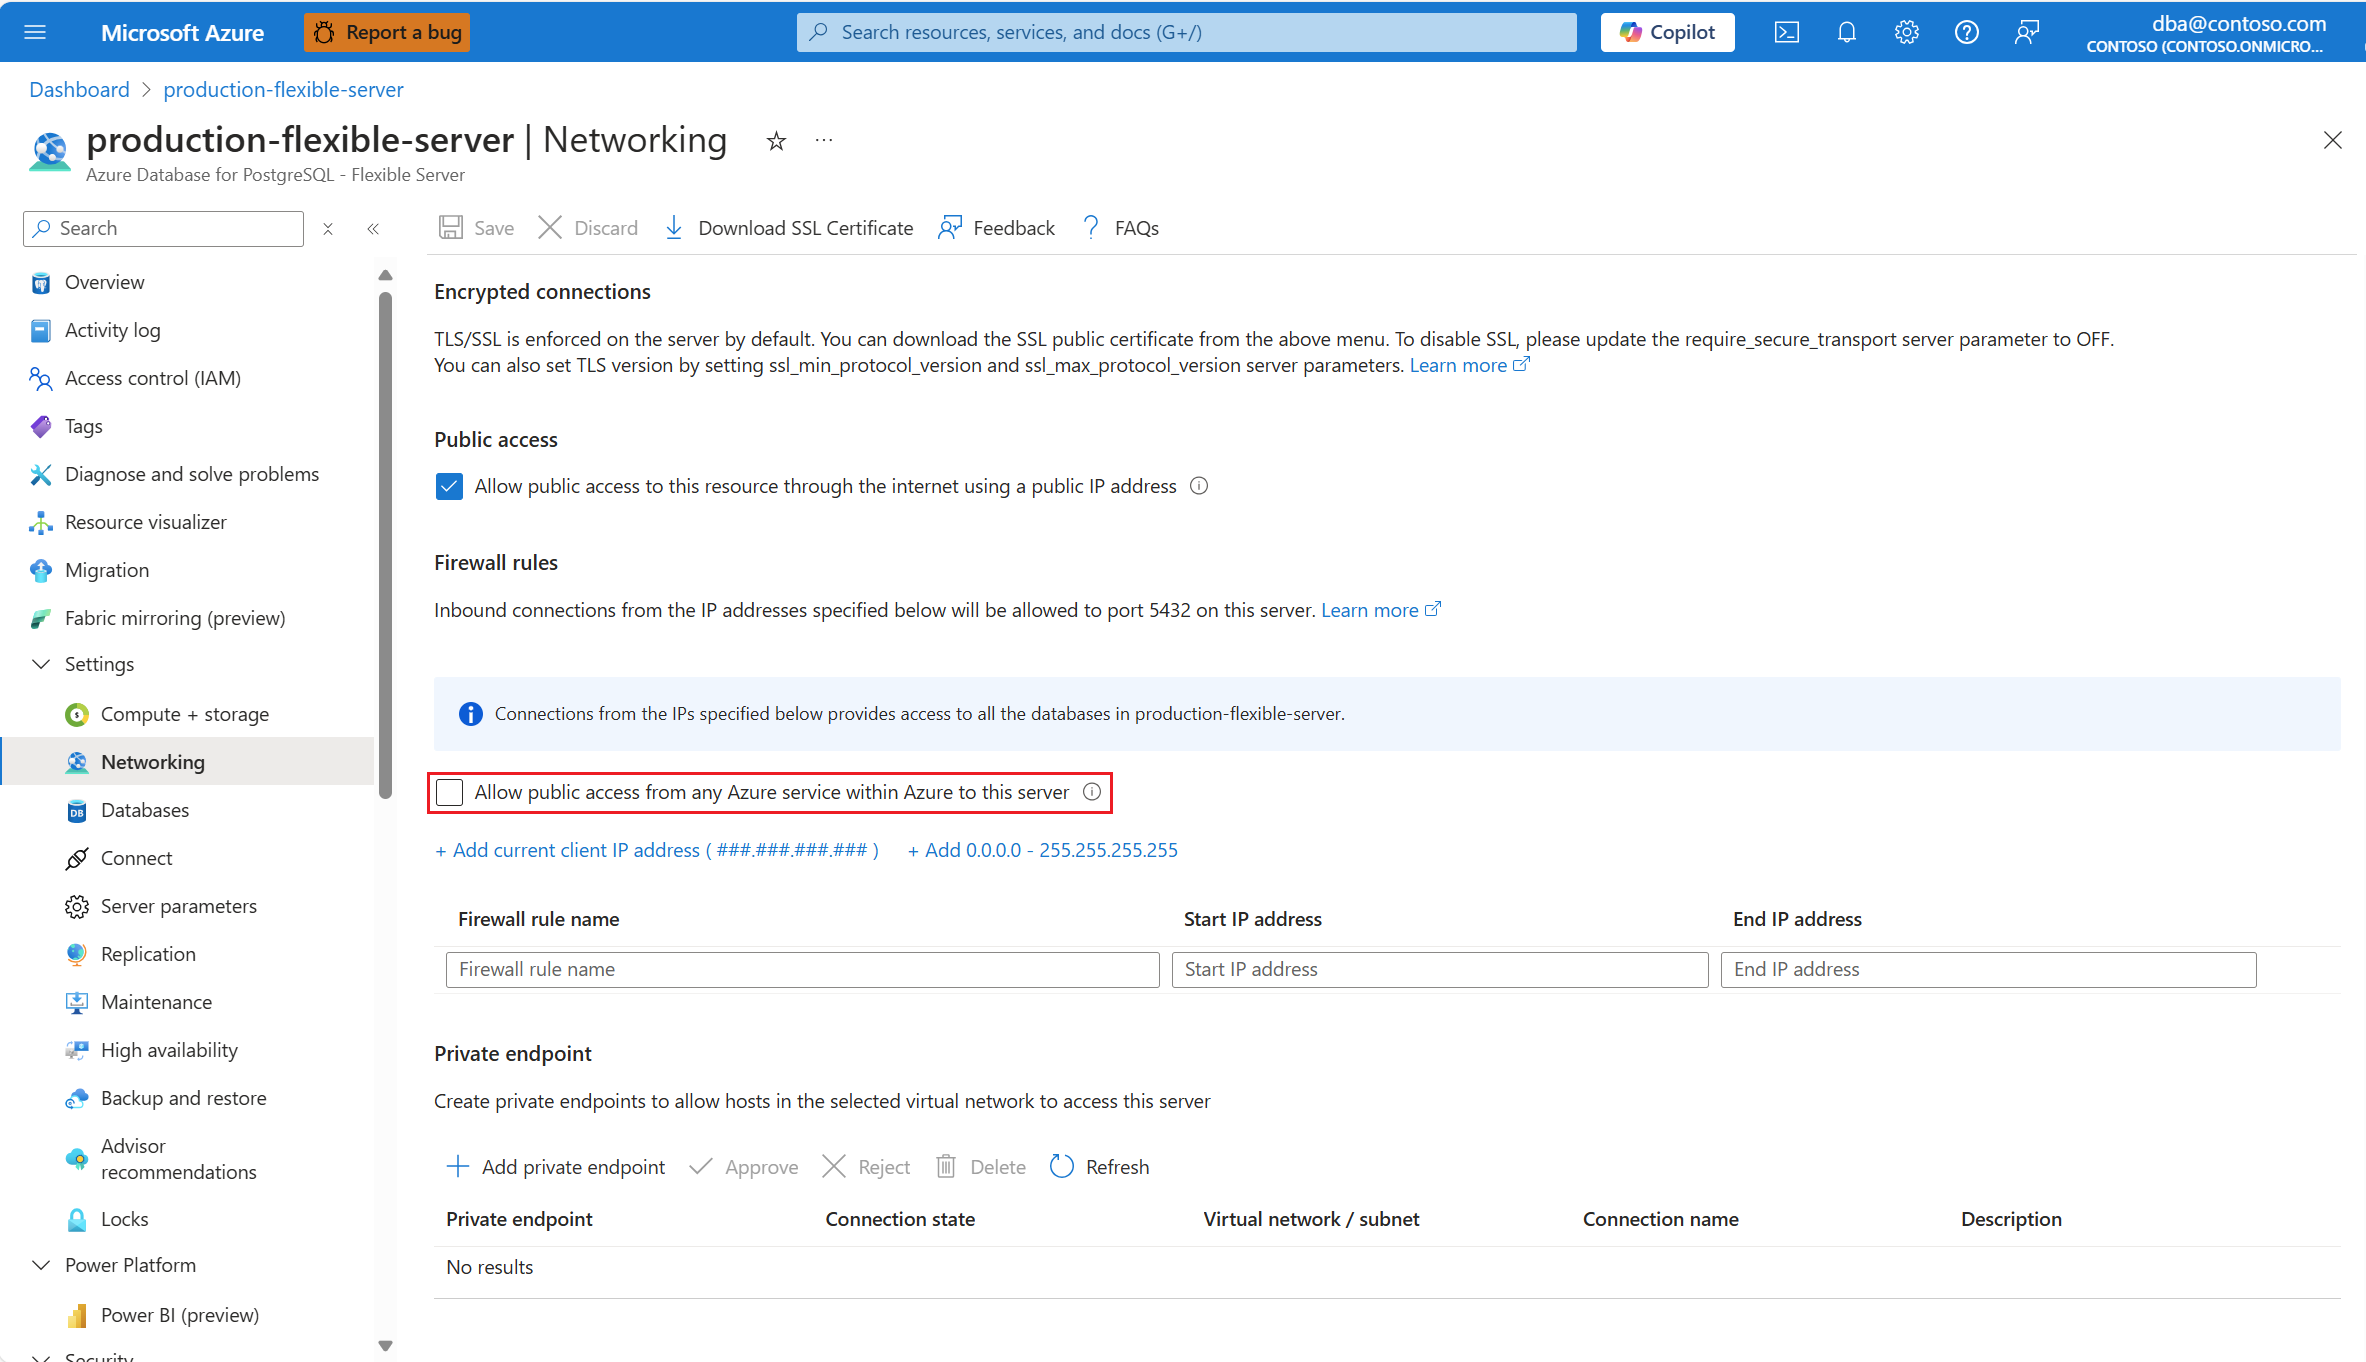 Microsoft Azure
Report a bug
Search resources, services, and docs (G+/)
Copilot
dba@contoso.com
CONTOSO (CONTOSO.ONMICRO...
Dashboard > production-flexible-server
production-flexible-server | Networking
Azure Database for PostgreSQL - Flexible Server
Search
Save
Discard
Download SSL Certificate
Feedback
FAQs
Overview
Activity log
Access control (IAM)
Tags
Diagnose and solve problems
Resource visualizer
Migration
Fabric mirroring (preview)
Settings
Compute + storage
Networking
Databases
Connect
Server parameters
Replication
Maintenance
High availability
Backup and restore
Advisor
recommendations
Locks
Power Platform
Power BI (preview)
Security
Encrypted connections
TLS/SSL is enforced on the server by default. You can download the SSL public certificate from the above menu. To disable SSL, please update the require_secure_transport server parameter to OFF.
You can also set TLS version by setting ssl_min_protocol_version and ssl_max_protocol_version server parameters. Learn more
Public access
Allow public access to this resource through the internet using a public IP address
Firewall rules
Inbound connections from the IP addresses specified below will be allowed to port 5432 on this server. Learn more
Connections from the IPs specified below provides access to all the databases in production-flexible-server.
Allow public access from any Azure service within Azure to this server
+ Add current client IP address ( ###.###.###.### )
+ Add 0.0.0.0 - 255.255.255.255
Firewall rule name
Start IP address
End IP address
Firewall rule name
Start IP address
End IP address
Private endpoint
Create private endpoints to allow hosts in the selected virtual network to access this server
Add private endpoint
Approve
Reject
Delete
Refresh
Private endpoint
Connection state
Virtual network / subnet
Connection name
Description
No results